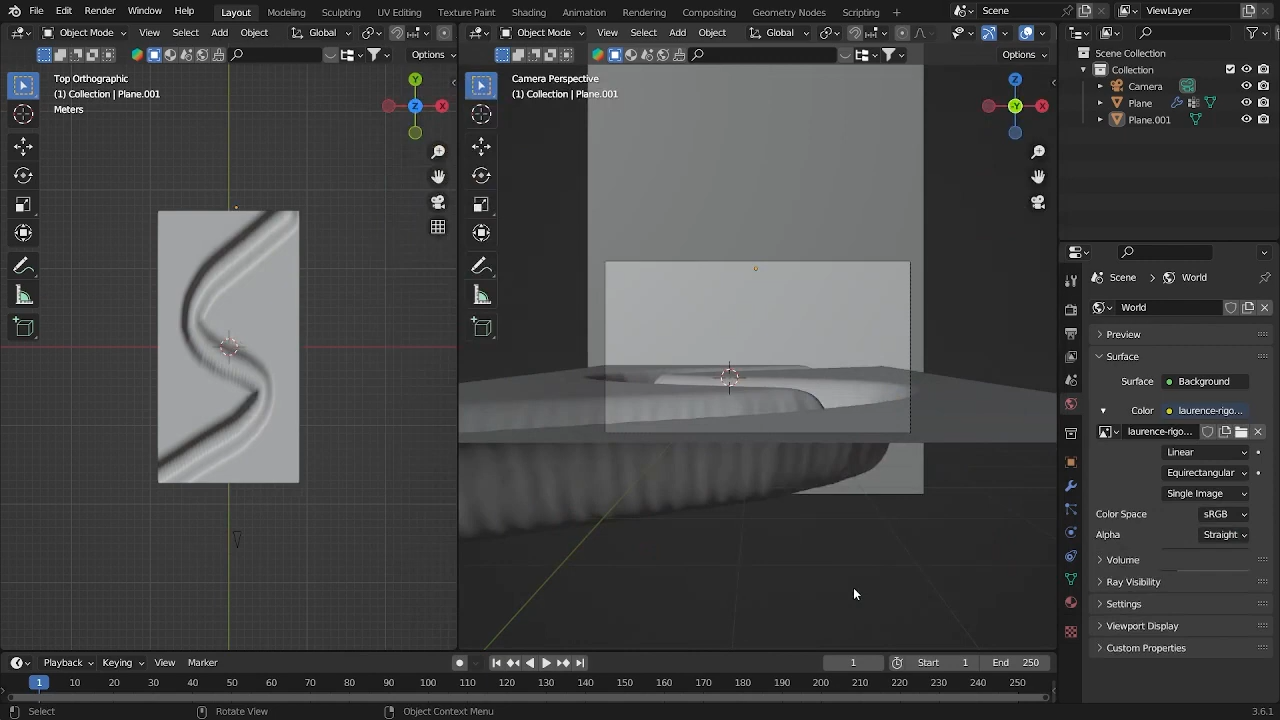 File Edit Render Window Help Layout Modeling Sculpting UV Editing Texture Paint Shading Animation Rendering Compositing Geometry Nodes Scripting + Scene ViewLayer
Object Mode View Select Add Object Global
Object Mode View Select Add Object Global
Options
Options
Top Orthographic
(1) Collection | Plane.001
Meters
Y
Z
X
Camera Perspective
(1) Collection | Plane.001
Z
-Y
X
Scene Collection
Collection
Camera
Plane
Plane.001
Scene > World
World
Preview
Surface
Surface Background
Color laurence-rigo...
laurence-rigo...
Linear
Equirectangular
Single Image
Color Space sRGB
Alpha Straight
Volume
Ray Visibility
Settings
Viewport Display
Custom Properties
Playback Keying View Marker 1 Start 1 End 250
1 10 20 30 40 50 60 70 80 90 100 110 120 130 140 150 160 170 180 190 200 210 220 230 240 250
Select Rotate View Object Context Menu 3.6.1